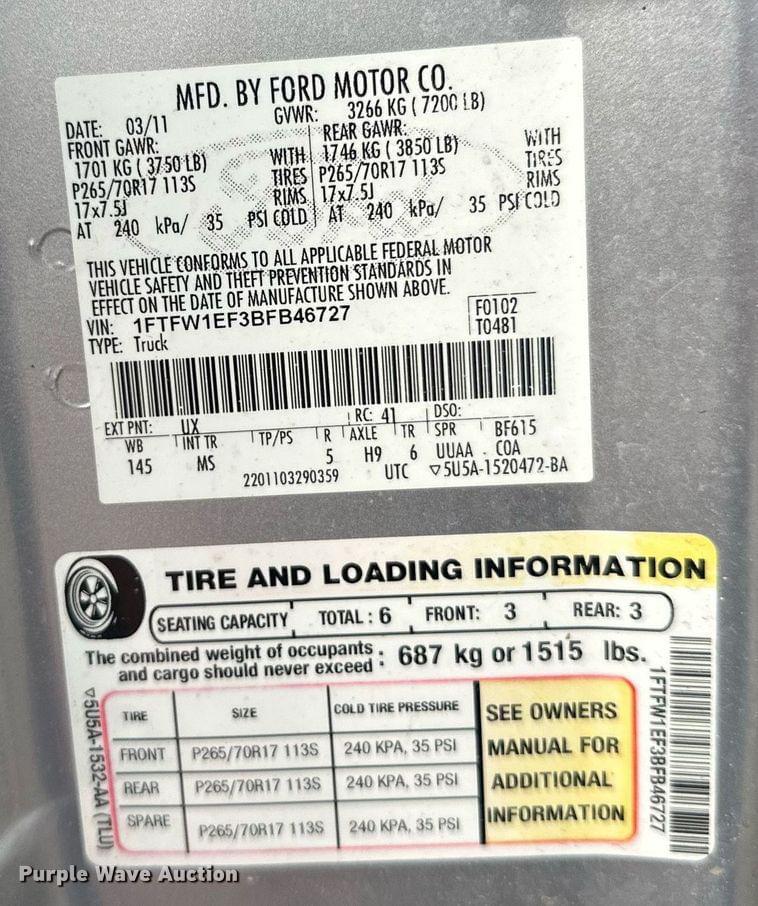 MFD. BY FORD MOTOR CO.
DATE: 03/11 GVWR: 3266 KG ( 7200 LB)
FRONT GAWR: REAR GAWR:
1701 KG ( 3750 LB) WITH 1746 KG ( 3850 LB) WITH
P265/70R17 113S TIRES P265/70R17 113S TIRES
17x7.5J RIMS 17x7.5J RIMS
AT 240 kPa/ 35 PSI COLD AT 240 kPa/ 35 PSI COLD
THIS VEHICLE CONFORMS TO ALL APPLICABLE FEDERAL MOTOR
VEHICLE SAFETY AND THEFT PREVENTION STANDARDS IN
EFFECT ON THE DATE OF MANUFACTURE SHOWN ABOVE.
VIN: 1FTFW1EF3BFB46727 F0102
TYPE: Truck T0481
EXT PNT: UX RC: 41 DSO:
WB INT TR TP/PS R AXLE TR SPR BF615
145 MS 5 H9 6 UUAA COA
2201103290359 UTC ▽5U5A-1520472-BA
TIRE AND LOADING INFORMATION
SEATING CAPACITY TOTAL : 6 FRONT: 3 REAR: 3
The combined weight of occupants
and cargo should never exceed : 687 kg or 1515 lbs.
TIRE SIZE COLD TIRE PRESSURE
FRONT P265/70R17 113S 240 KPA, 35 PSI
REAR P265/70R17 113S 240 KPA, 35 PSI
SPARE P265/70R17 113S 240 KPA, 35 PSI
SEE OWNERS
MANUAL FOR
ADDITIONAL
INFORMATION
▽5U5A-1532-AA (TLU)
1FTFW1EF3BFB46727
Purple Wave Auction